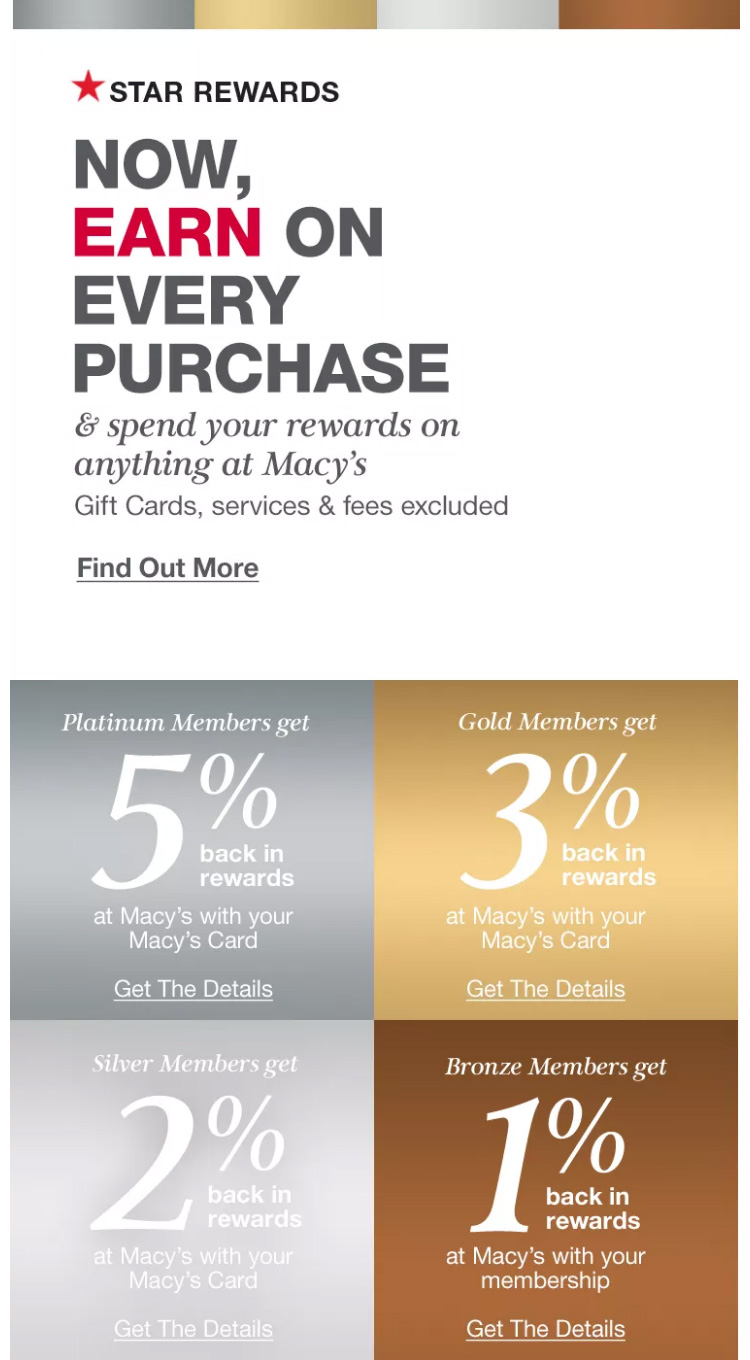 STAR REWARDS
NOW,
EARN ON
EVERY
PURCHASE
& spend your rewards on
anything at Macy's
Gift Cards, services & fees excluded
Find Out More
Platinum Members get
5%
back in
rewards
at Macy's with your
Macy's Card
Get The Details
Gold Members get
3%
back in
rewards
at Macy's with your
Macy's Card
Get The Details
Silver Members get
2%
back in
rewards
at Macy's with your
Macy's Card
Get The Details
Bronze Members get
1%
back in
rewards
at Macy's with your
membership
Get The Details